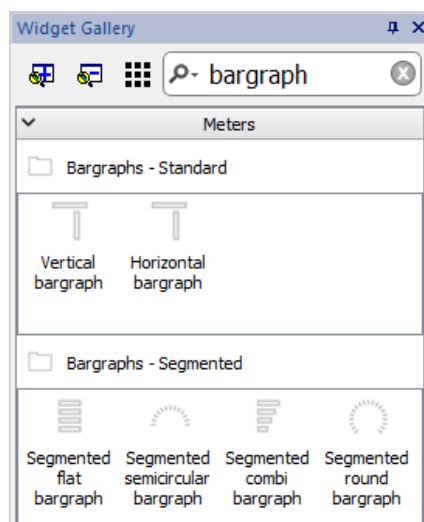 Widget Gallery
bargraph
Meters
Bargraphs - Standard
Vertical Horizontal
bargraph bargraph
Bargraphs - Segmented
Segmented Segmented Segmented Segmented
flat semicircular combi round
bargraph bargraph bargraph bargraph